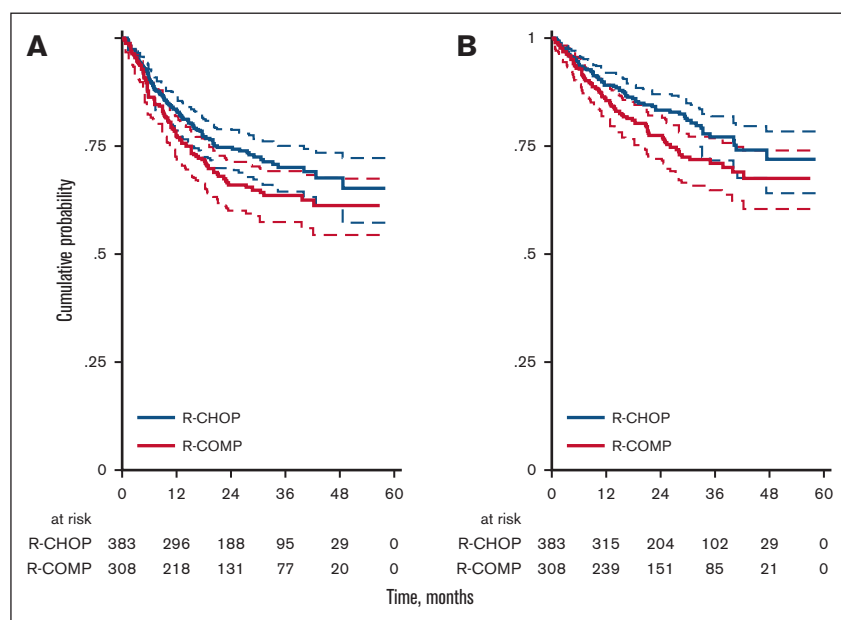 A
B
Cumulative probability
.75
.5
.25
0
1
.75
.5
.25
0
R-CHOP
R-COMP
R-CHOP
R-COMP
0 12 24 36 48 60
0 12 24 36 48 60
at risk
R-CHOP 383 296 188 95 29 0
R-COMP 308 218 131 77 20 0
at risk
R-CHOP 383 315 204 102 29 0
R-COMP 308 239 151 85 21 0
Time, months